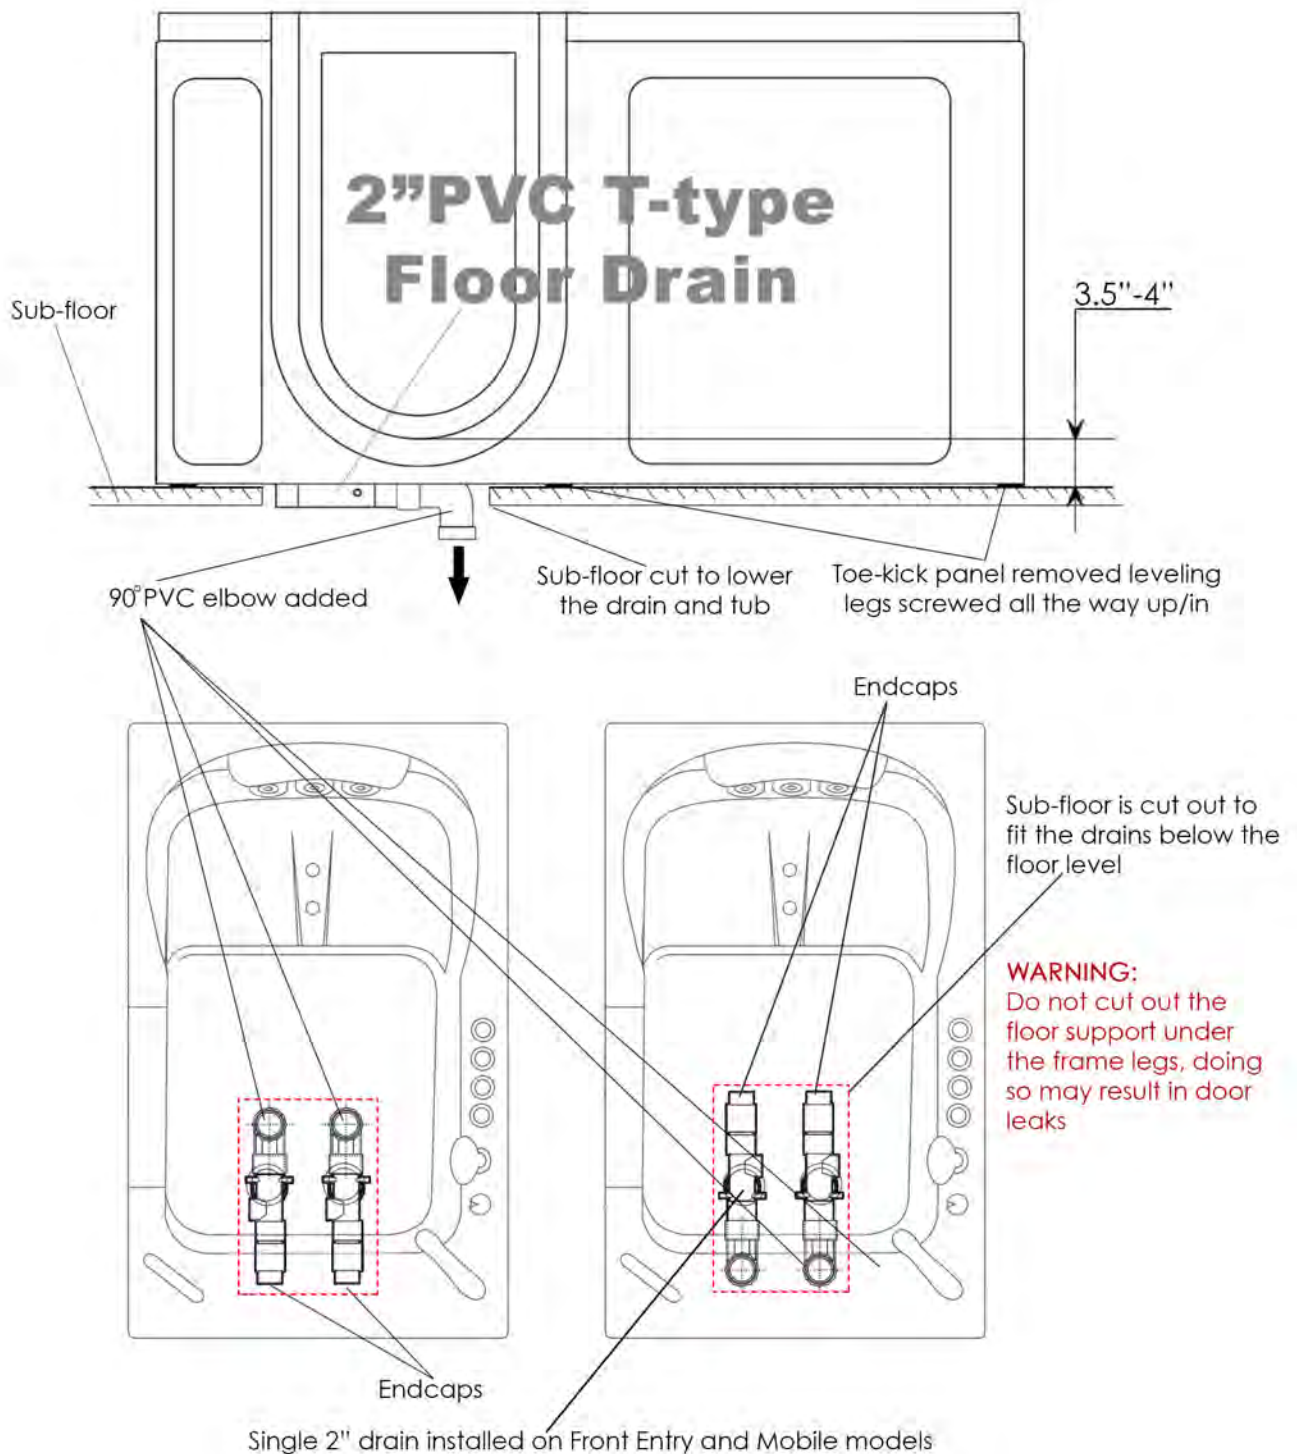 2”PVC T-type
Floor Drain
Sub-floor
3.5”-4”
90°PVC elbow added
Sub-floor cut to lower
the drain and tub
Toe-kick panel removed leveling
legs screwed all the way up/in
Endcaps
Sub-floor is cut out to
fit the drains below the
floor level
WARNING:
Do not cut out the
floor support under
the frame legs, doing
so may result in door
leaks
Endcaps
Single 2” drain installed on Front Entry and Mobile models